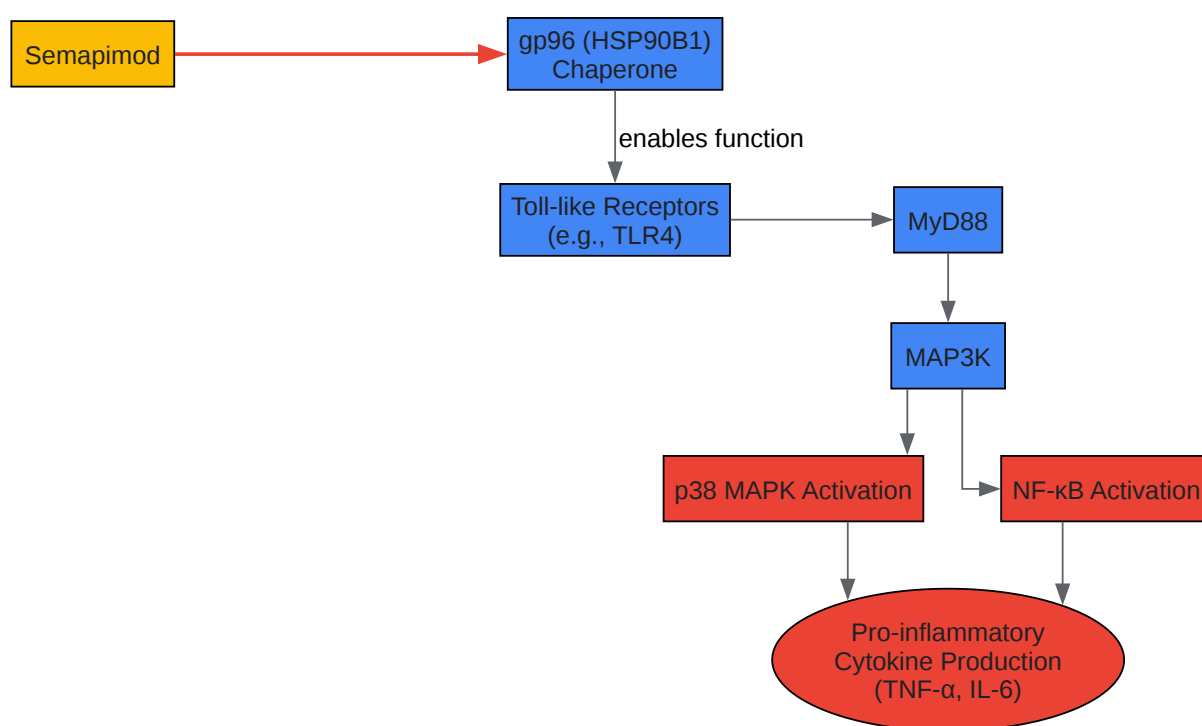 Semapimod
gp96 (HSP90B1)
Chaperone
enables function
Toll-like Receptors
(e.g., TLR4)
MyD88
MAP3K
p38 MAPK Activation
NF-κB Activation
Pro-inflammatory
Cytokine Production
(TNF-α, IL-6)